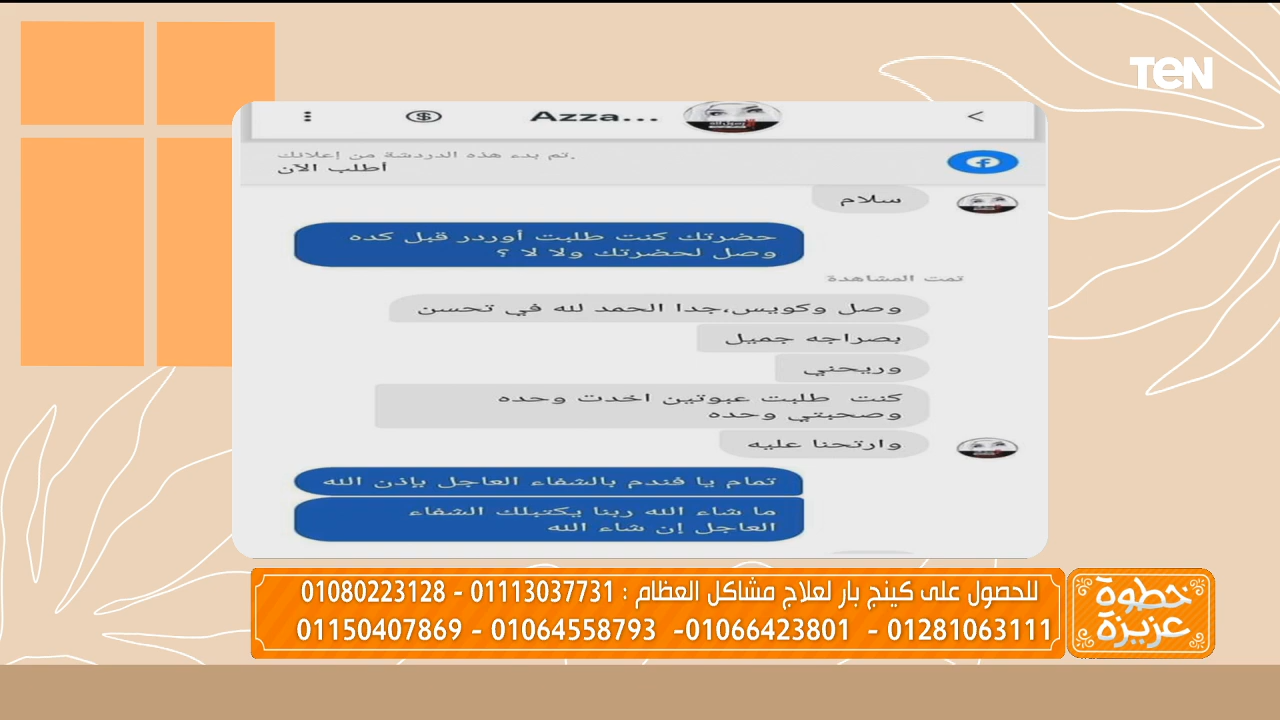 TEN
Azza...
تم بدء هذه الدردشة من إعلانك.
أطلب الآن
سلام
حضرتك كنت طلبت أوردر قبل كده
وصل لحضرتك ولا لا ؟
تمت المشاهدة
وصل وكويس،جدا الحمد لله في تحسن
بصراجه جميل
وريحني
كنت طلبت عبوتين اخدت وحده
وصحبتي وحده
وارتحنا عليه
تمام يا فندم بالشفاء العاجل بإذن الله
ما شاء الله ربنا يكتبلك الشفاء
العاجل إن شاء الله
للحصول على كينج بار لعلاج مشاكل العظام : 01113037731 - 01080223128
01281063111 - 01066423801- 01064558793 - 01150407869
خطوة
عزيزة